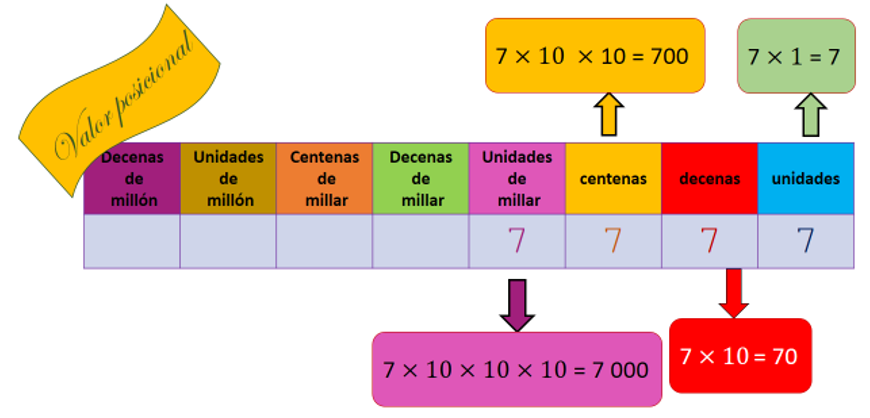 Valor posicional
7 × 10 × 10 = 700
7 × 1 = 7
Decenas de millón
Unidades de millón
Centenas de millar
Decenas de millar
Unidades de millar
centenas
decenas
unidades
7 7 7 7
7 × 10 × 10 × 10 = 7 000
7 × 10 = 70